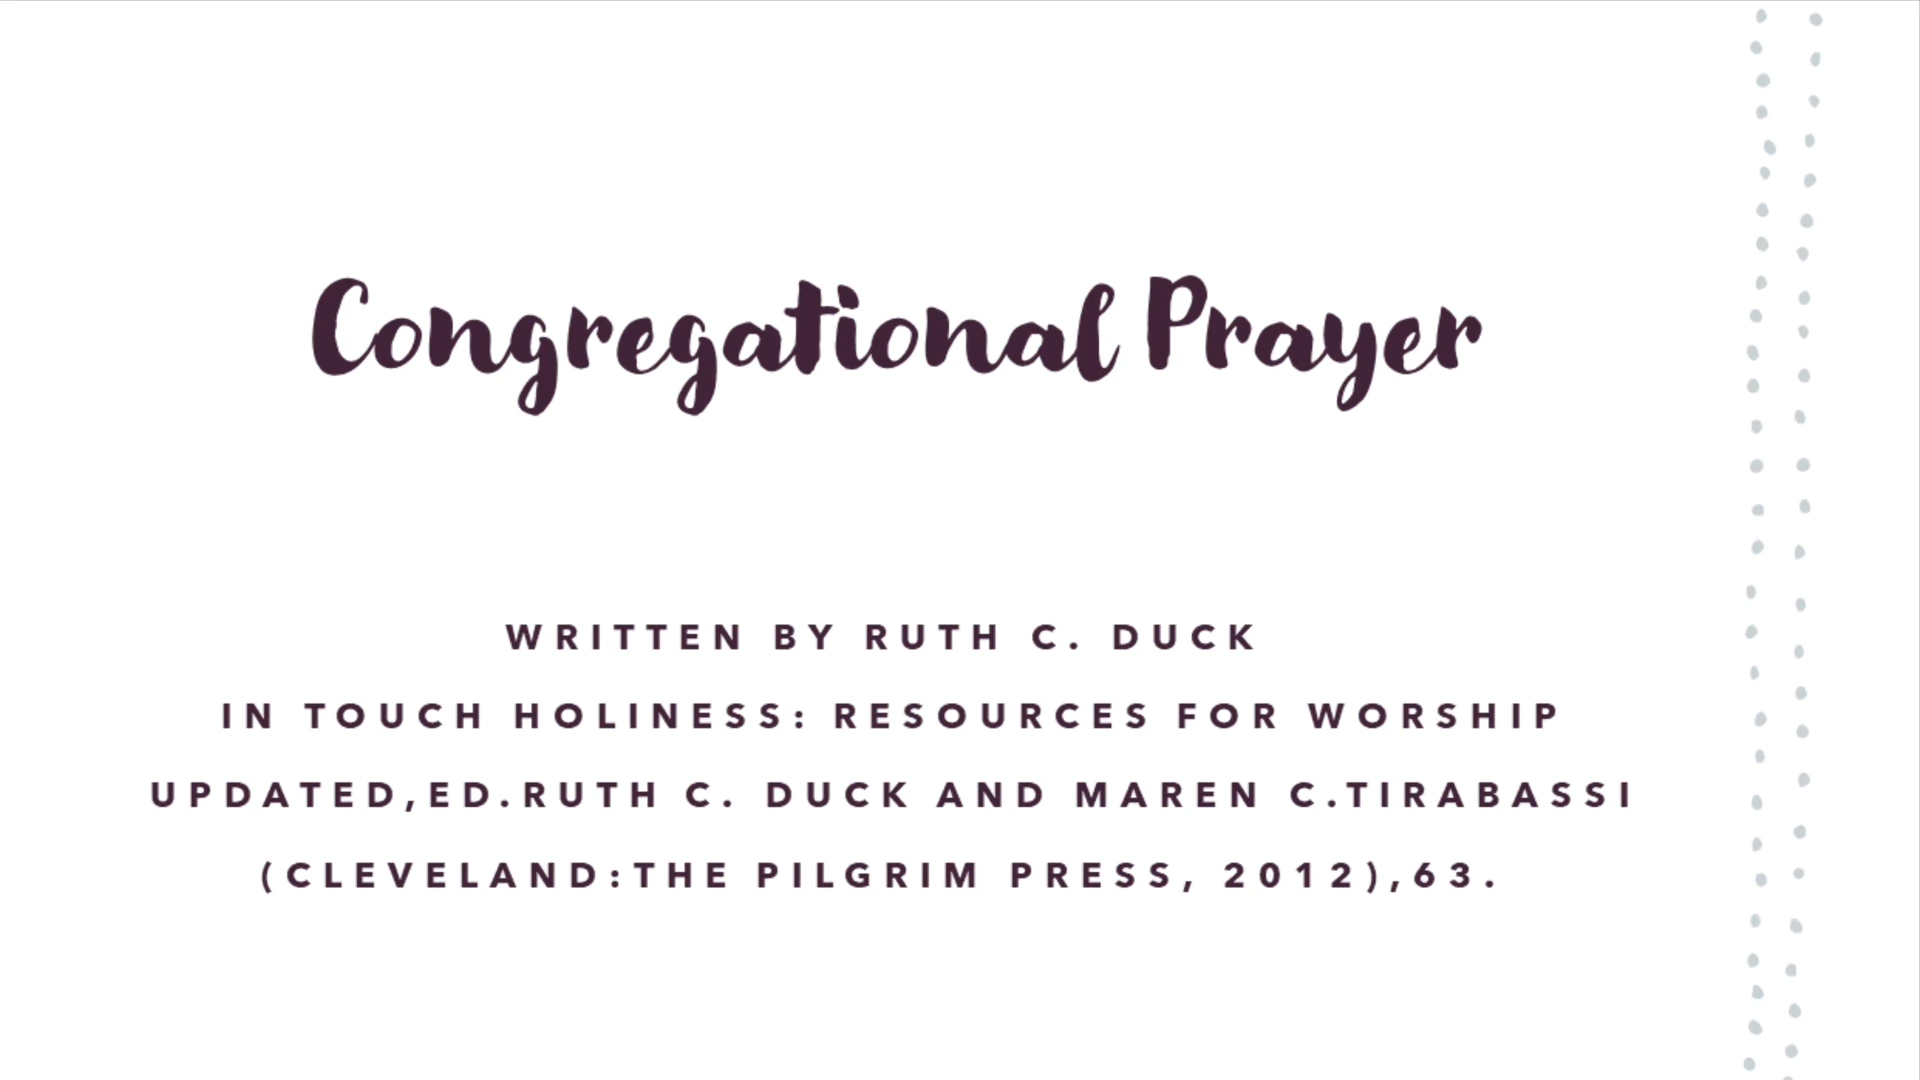 Congregational Prayer
WRITTEN BY RUTH C. DUCK
IN TOUCH HOLINESS: RESOURCES FOR WORSHIP
UPDATED,ED.RUTH C. DUCK AND MAREN C.TIRABASSI
(CLEVELAND:THE PILGRIM PRESS, 2012),63.